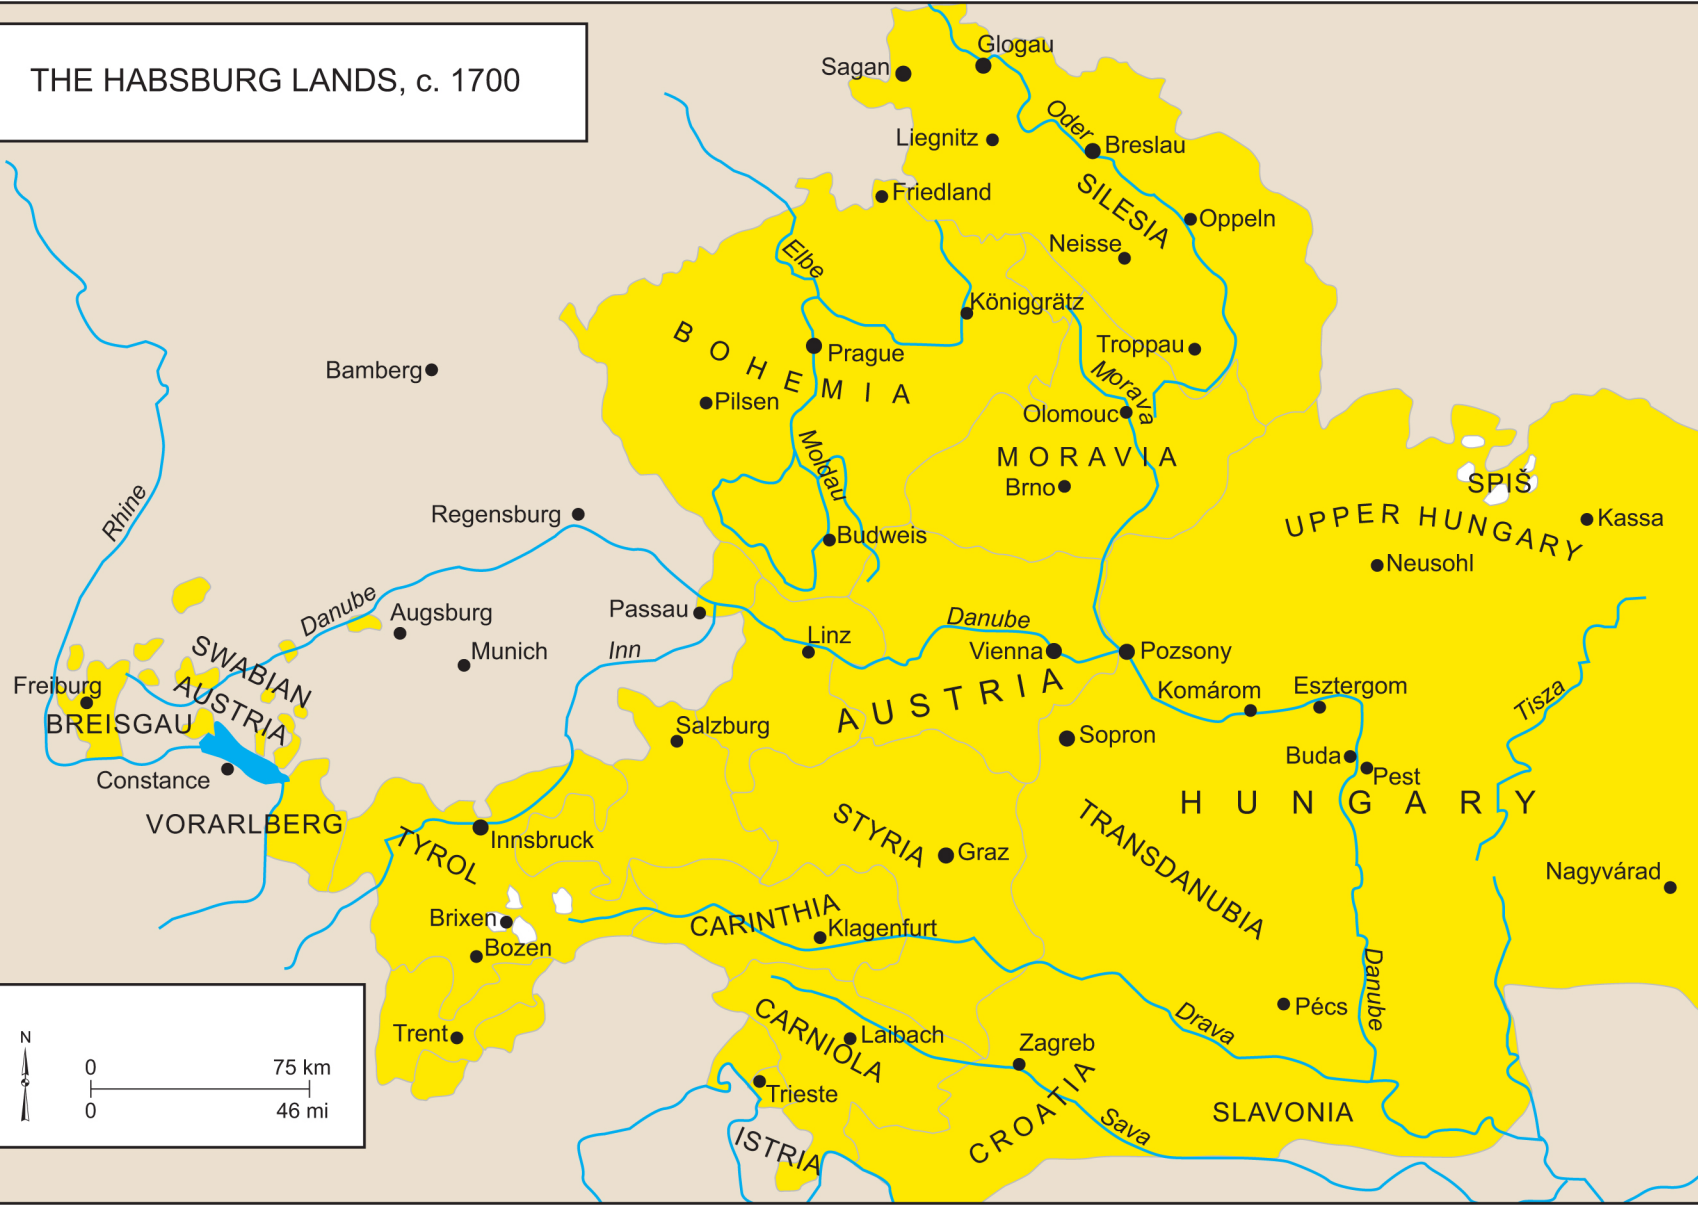 THE HABSBURG LANDS, c. 1700
Glogau
Sagan
Oder
Liegnitz
Breslau
Friedland
SILESIA
Oppeln
Neisse
Elbe
Königgrätz
BOHEMIA
Prague
Troppau
Bamberg
Morava
Pilsen
Olomouc
Moldau
MORAVIA
Brno
SPIŠ
Rhine
Regensburg
UPPER HUNGARY
Kassa
Budweis
Neusohl
Danube
Augsburg
Passau
Danube
Linz
Inn
Munich
Vienna
Pozsony
SWABIAN
AUSTRIA
Freiburg
BREISGAU
AUSTRIA
Komárom
Esztergom
Tisza
Salzburg
Sopron
Constance
Buda
Pest
HUNGARY
VORARLBERG
TYROL
Innsbruck
STYRIA
Graz
TRANSDANUBIA
Nagyvárad
Brixen
CARINTHIA
Klagenfurt
Bozen
Danube
Pécs
CARNIOLA
Laibach
Drava
Trent
Zagreb
Trieste
CROATIA
Sava
SLAVONIA
ISTRIA
N
0 75 km
0 46 mi